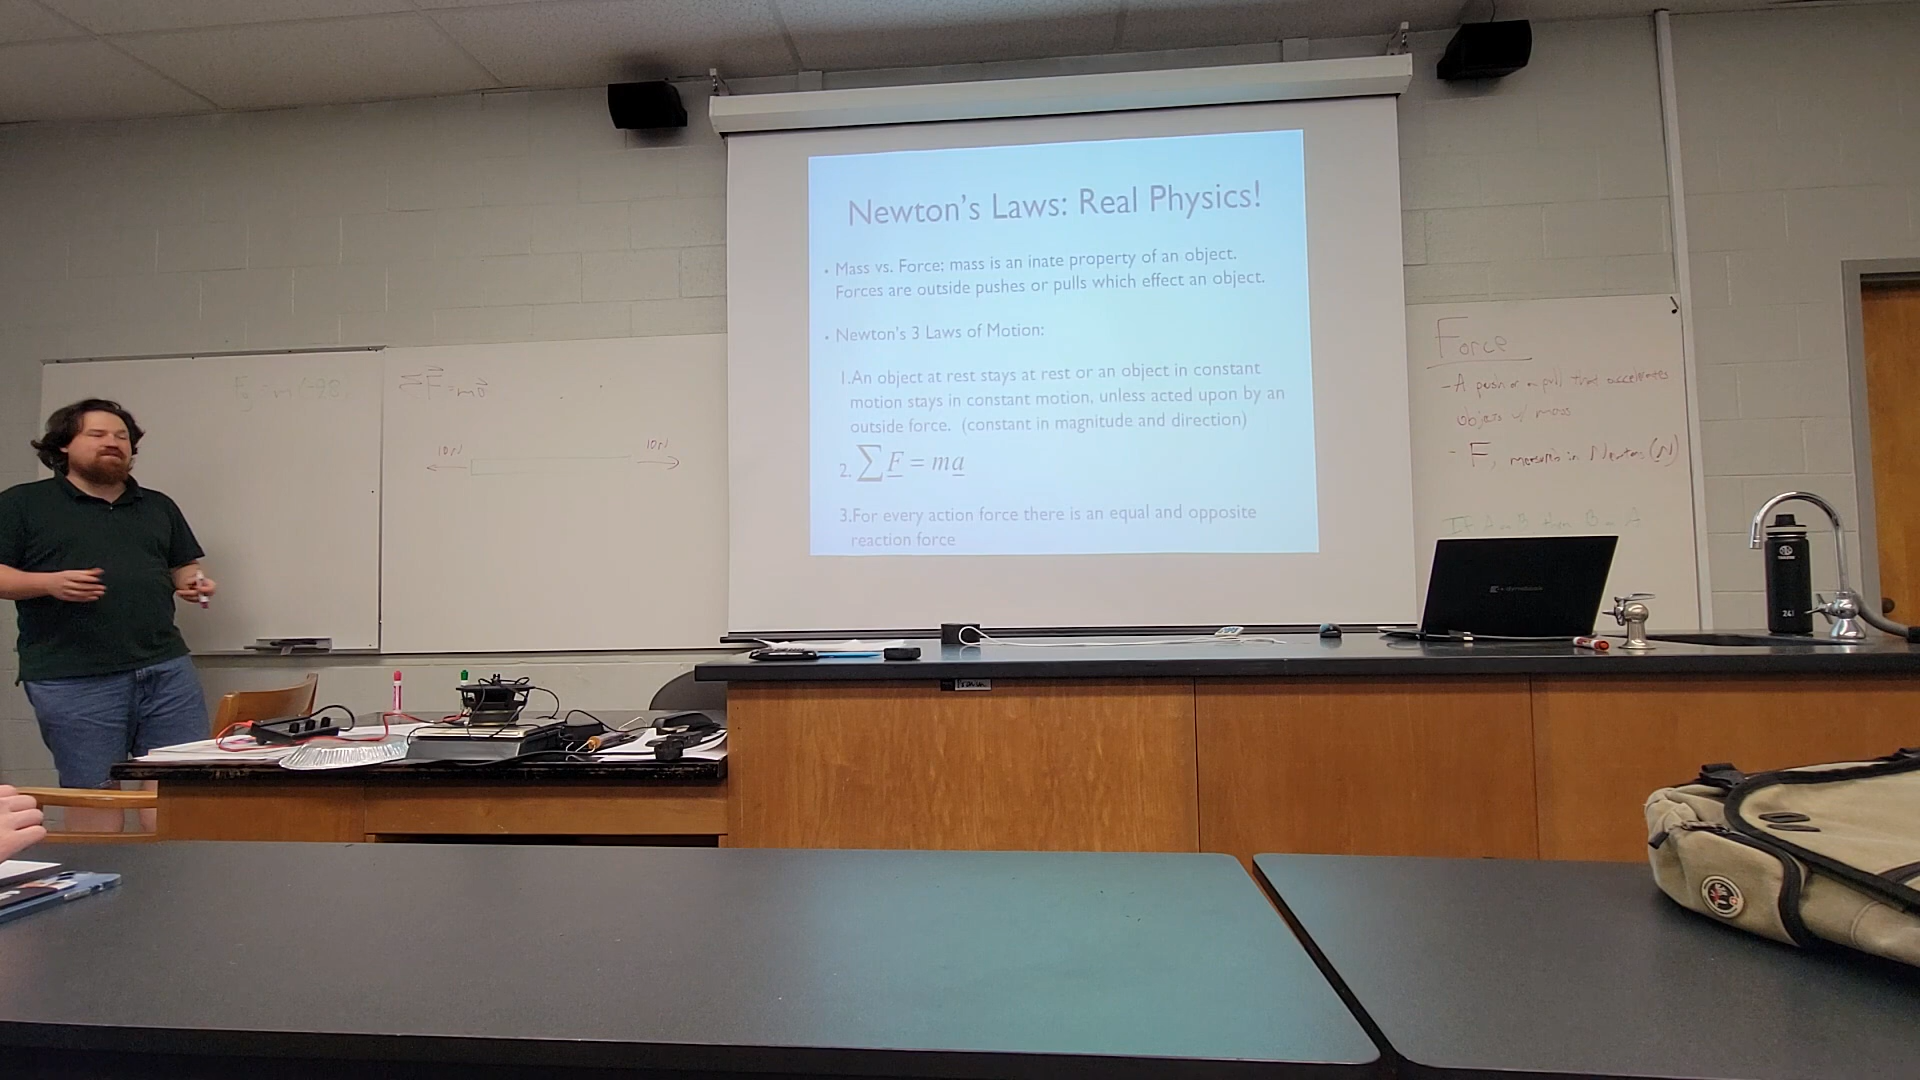 Newton's Laws: Real Physics!
• Mass vs. Force: mass is an inate property of an object.
Forces are outside pushes or pulls which effect an object.
• Newton's 3 Laws of Motion:
1.An object at rest stays at rest or an object in constant
motion stays in constant motion, unless acted upon by an
outside force. (constant in magnitude and direction)
2. ∑F = ma
3.For every action force there is an equal and opposite
reaction force
∑F = m
10N
10N
Force
- A push or pull that accelerates
objects w/ mass
- F, measured in Newtons (N)
24